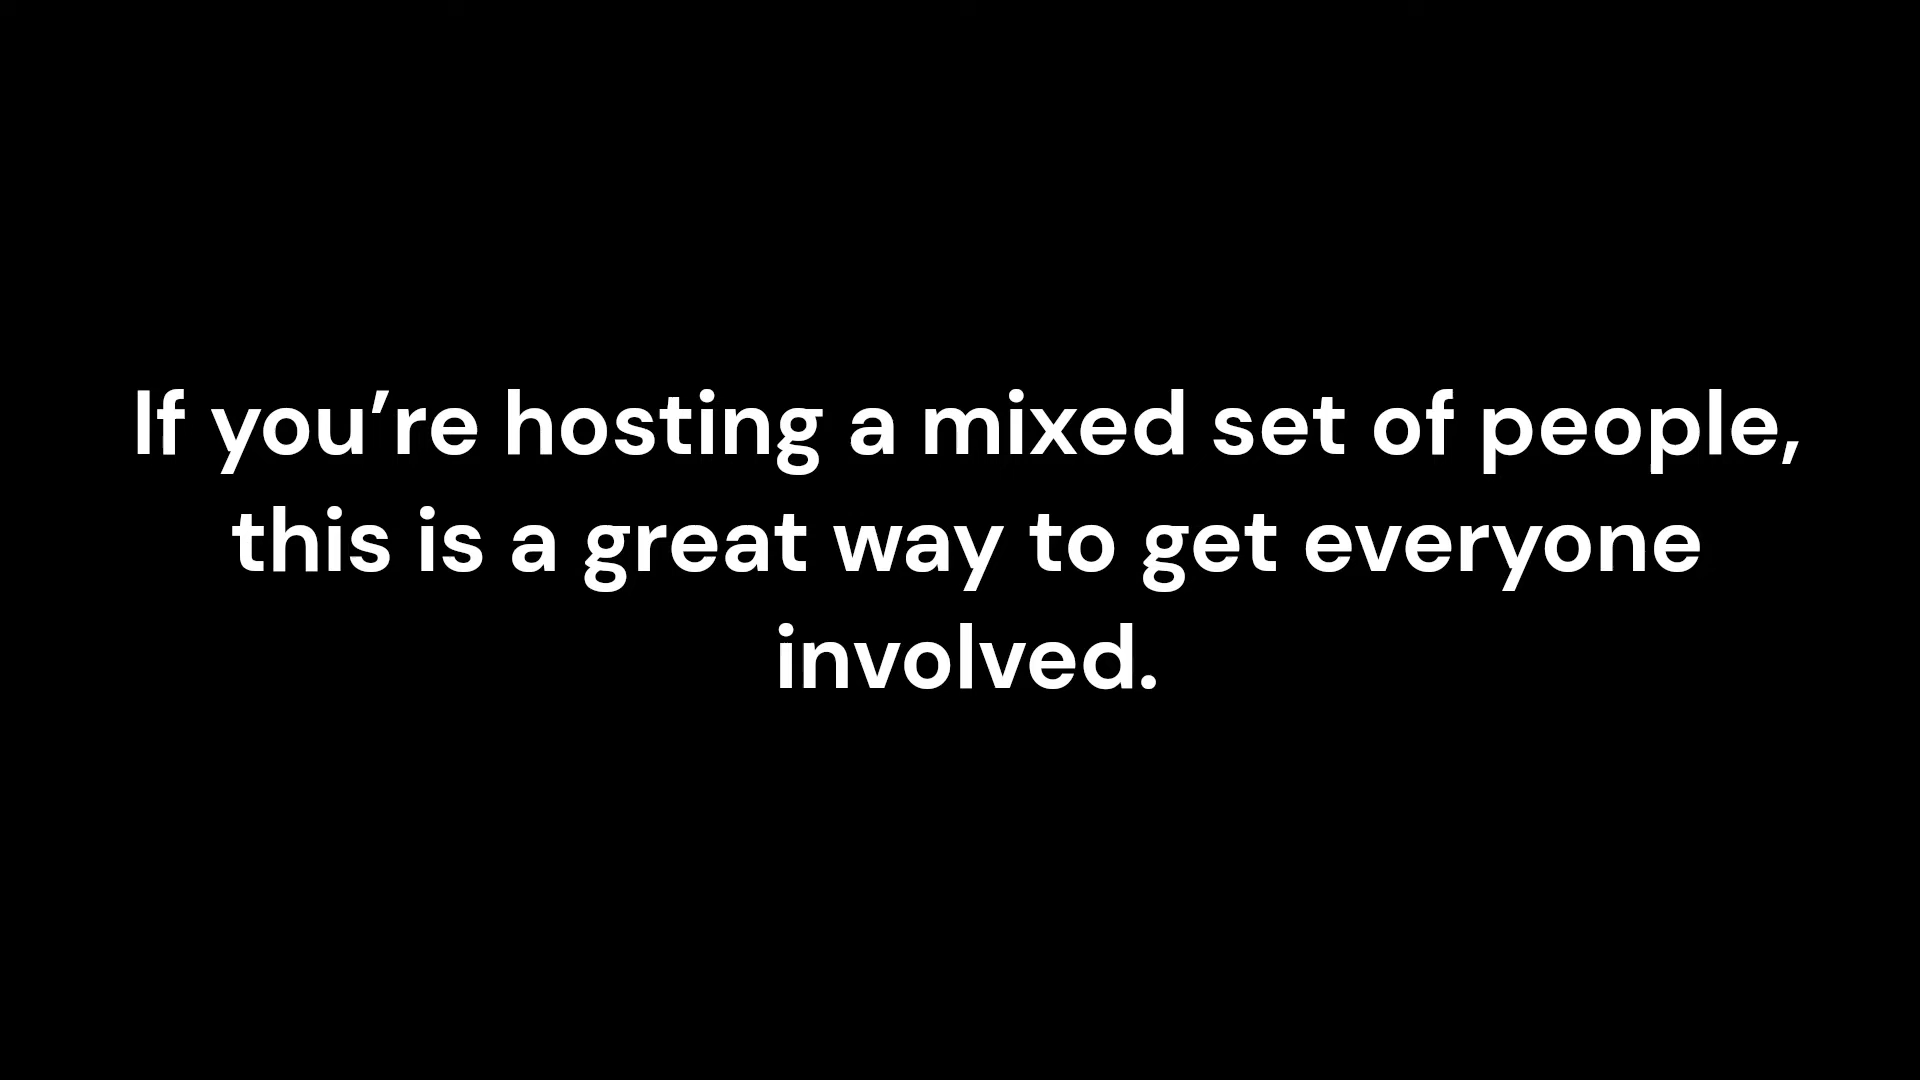 If you’re hosting a mixed set of people,
this is a great way to get everyone
involved.